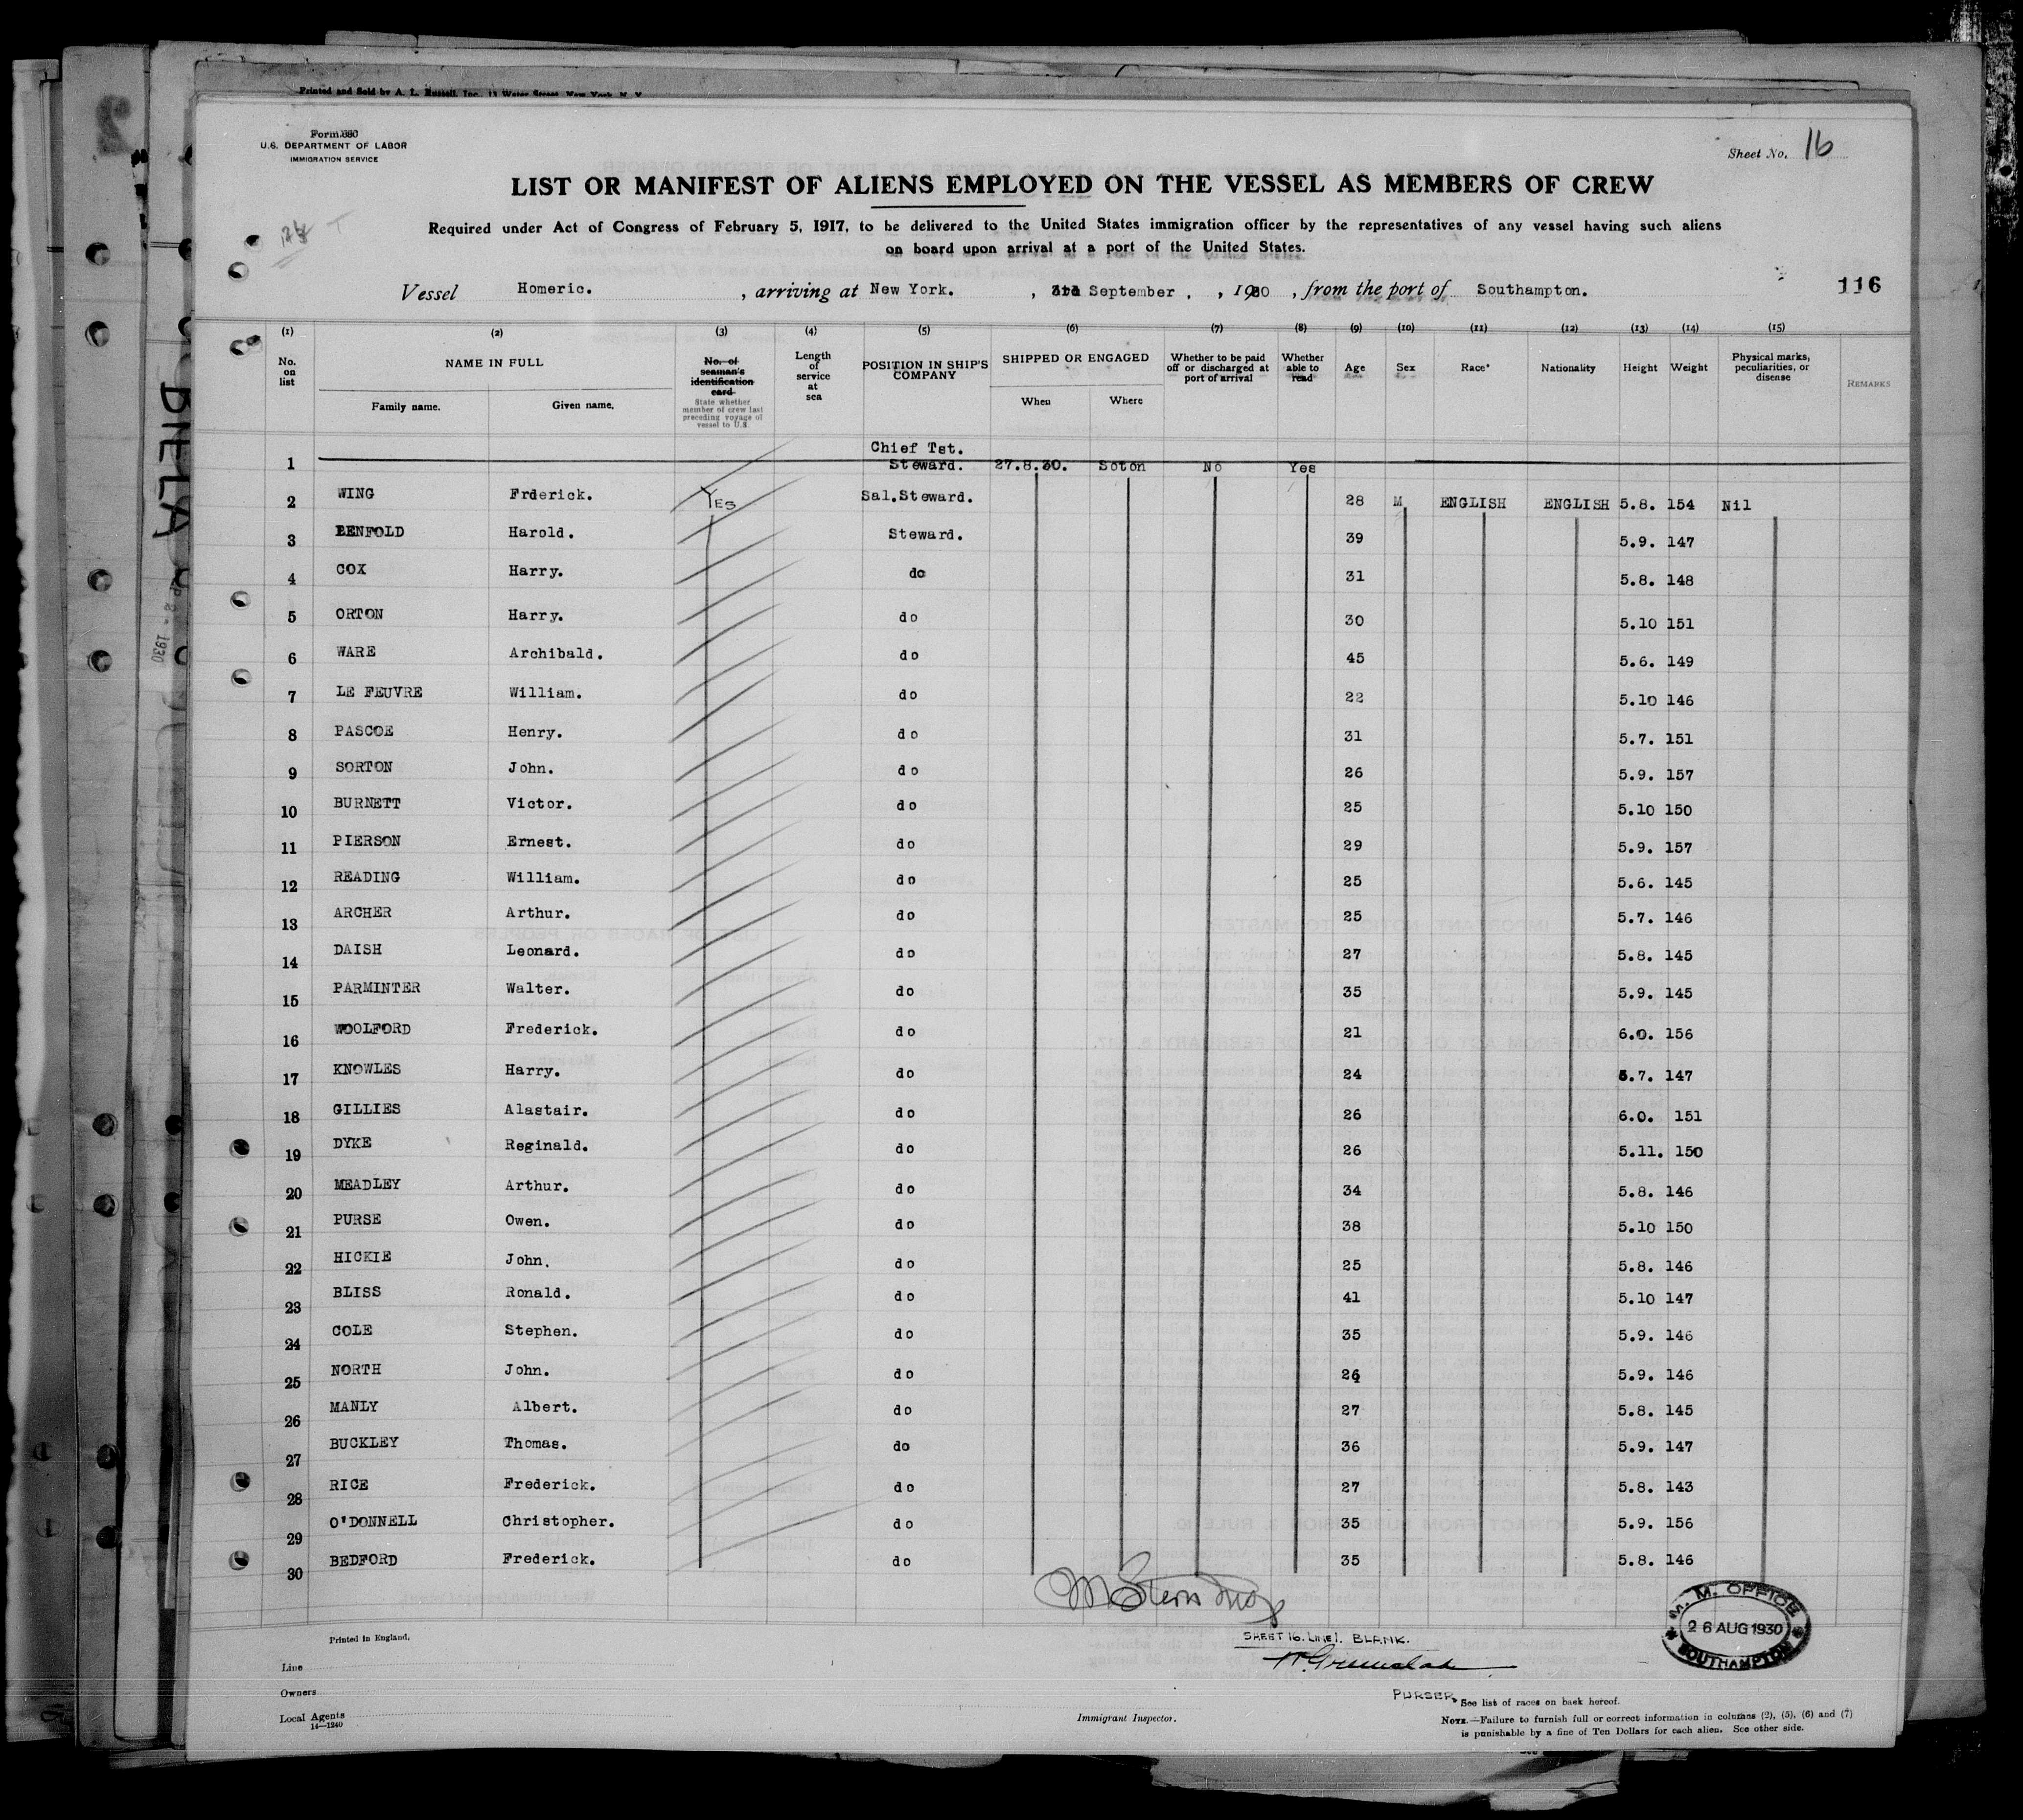 Printed and Sold by A. L. Russell, Inc., 13 Water Street, New York, N. Y.
Form 680
U.S. DEPARTMENT OF LABOR
IMMIGRATION SERVICE
Sheet No. 16
LIST OR MANIFEST OF ALIENS EMPLOYED ON THE VESSEL AS MEMBERS OF CREW
Required under Act of Congress of February 5, 1917, to be delivered to the United States immigration officer by the representatives of any vessel having such aliens
on board upon arrival at a port of the United States.
Vessel Homeric. , arriving at New York. , 3rd September , , 1930 , from the port of Southampton. 116
(1) (2) (3) (4) (5) (6) (7) (8) (9) (10) (11) (12) (13) (14) (15)
No. on list
NAME IN FULL
Family name. Given name.
No. of seaman's identification card
State whether member of crew last preceding voyage of vessel to U.S.
Length of service at sea
POSITION IN SHIP'S COMPANY
SHIPPED OR ENGAGED
When Where
Whether to be paid off or discharged at port of arrival
Whether able to read
Age Sex Race* Nationality Height Weight
Physical marks, peculiarities, or disease
REMARKS
1 Chief Tst. Steward. 27.8.30. Soton No Yes
2 WING Frderick. YES Sal.Steward. 28 M ENGLISH ENGLISH 5.8. 154 Nil
3 BENFOLD Harold. Steward. 39 5.9. 147
4 COX Harry. do 31 5.8. 148
5 ORTON Harry. do 30 5.10 151
6 WARE Archibald. do 45 5.6. 149
7 LE FEUVRE William. do 22 5.10 146
8 PASCOE Henry. do 31 5.7. 151
9 SORTON John. do 26 5.9. 157
10 BURNETT Victor. do 25 5.10 150
11 PIERSON Ernest. do 29 5.9. 157
12 READING William. do 25 5.6. 145
13 ARCHER Arthur. do 25 5.7. 146
14 DAISH Leonard. do 27 5.8. 145
15 PARMINTER Walter. do 35 5.9. 145
16 WOOLFORD Frederick. do 21 6.0. 156
17 KNOWLES Harry. do 24 5.7. 147
18 GILLIES Alastair. do 26 6.0. 151
19 DYKE Reginald. do 26 5.11. 150
20 MEADLEY Arthur. do 34 5.8. 146
21 PURSE Owen. do 38 5.10 150
22 HICKIE John. do 25 5.8. 146
23 BLISS Ronald. do 41 5.10 147
24 COLE Stephen. do 35 5.9. 146
25 NORTH John. do 26 5.9. 146
26 MANLY Albert. do 27 5.8. 145
27 BUCKLEY Thomas. do 36 5.9. 147
28 RICE Frederick. do 27 5.8. 143
29 O'DONNELL Christopher. do 35 5.9. 156
30 BEDFORD Frederick. do 35 5.8. 146
M. M. OFFICE
26 AUG 1930
SOUTHAMPTON
Printed in England.
SHEET 16. LINE 1. BLANK.
Line
Owners
Local Agents
14—1240
Immigrant Inspector.
PURSER
* See list of races on back hereof.
NOTE.—Failure to furnish full or correct information in columns (2), (5), (6) and (7)
is punishable by a fine of Ten Dollars for each alien. See other side.